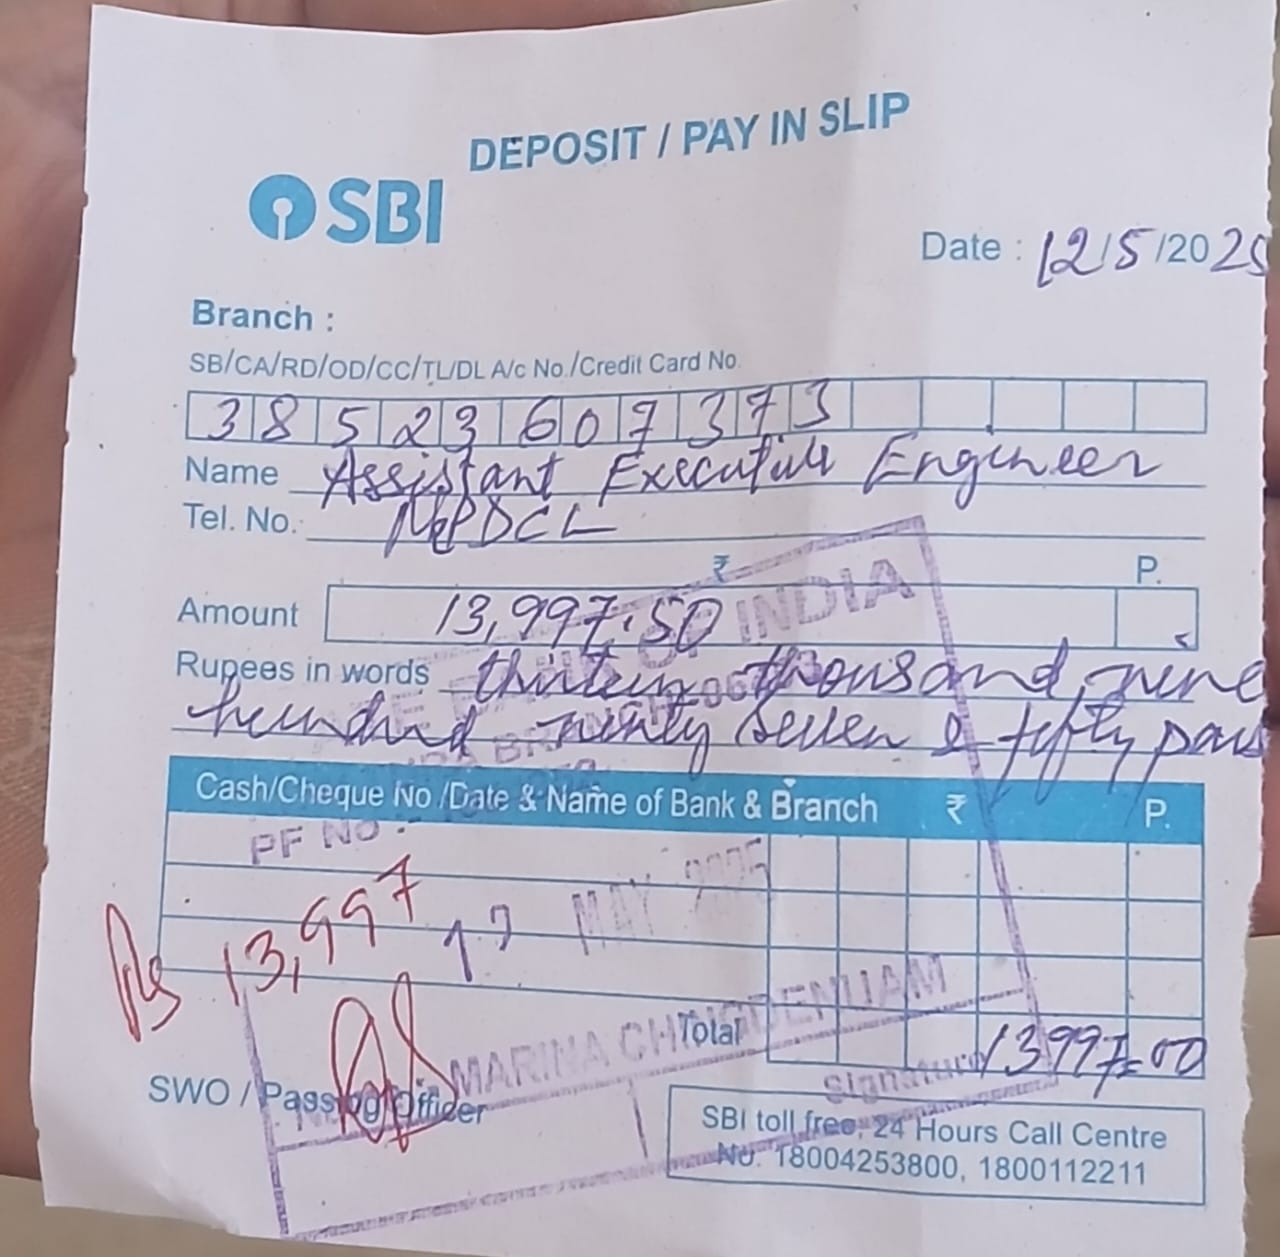 DEPOSIT / PAY IN SLIP
SBI
Date : 12/5/2025
Branch :
SB/CA/RD/OD/CC/TL/DL A/c No./Credit Card No.
38523607373
Name Assistant Executive Engineer
Tel. No. NPDCL
₹ P.
Amount 13,997.50
Rupees in words thirteen thousand, nine
hundred ninety seven & fifty pais
Cash/Cheque No /Date & Name of Bank & Branch ₹ P.
PF No :-
Rs 13,997
12 MAY 2025
MARINA CHINGDENUAM
Total 13997=00
Signature
SWO / Passing Officer
SBI toll free, 24 Hours Call Centre
No. 18004253800, 1800112211